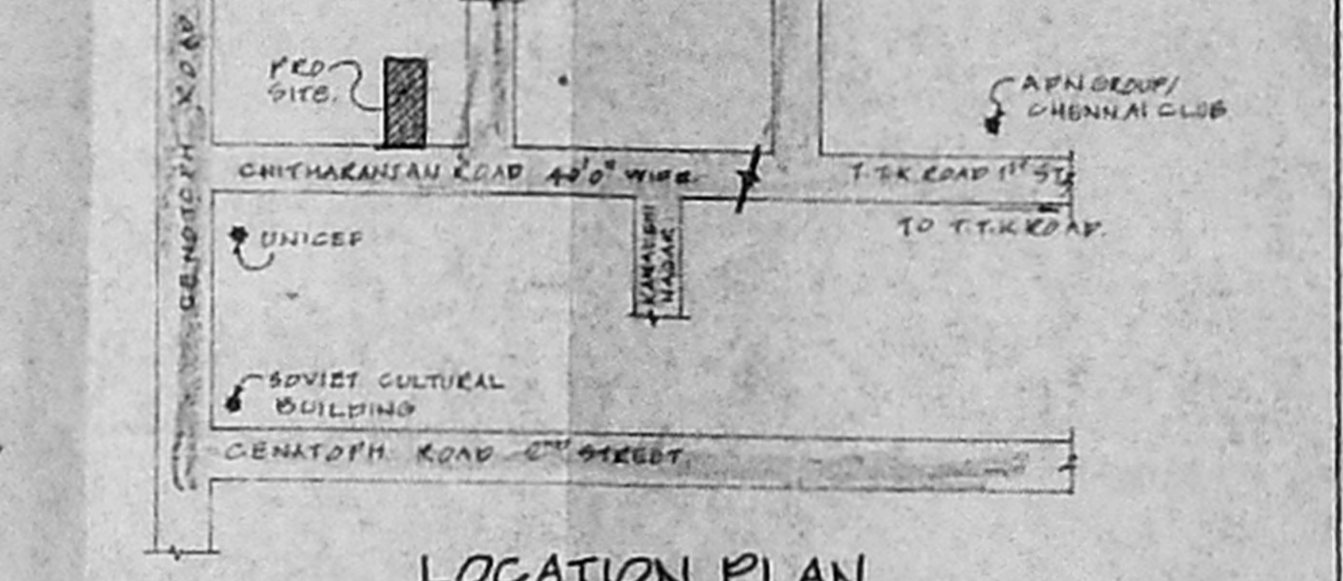 CENOTOPH ROAD
PRO
SITE.
APN GROUP/
CHENNAI CLUB
CHITHARANJAN ROAD 40'0" WIDE.
T.T.K. ROAD 1ST ST
TO T.T.K ROAD.
UNICEF
NAGAR
SOVIET CULTURAL
BUILDING
CENATOPH ROAD 2ND STREET
LOCATION PLAN